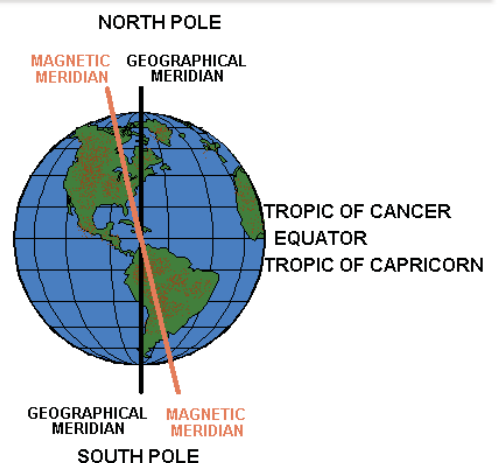 NORTH POLE
MAGNETIC
MERIDIAN
GEOGRAPHICAL
MERIDIAN
TROPIC OF CANCER
EQUATOR
TROPIC OF CAPRICORN
GEOGRAPHICAL
MERIDIAN
MAGNETIC
MERIDIAN
SOUTH POLE